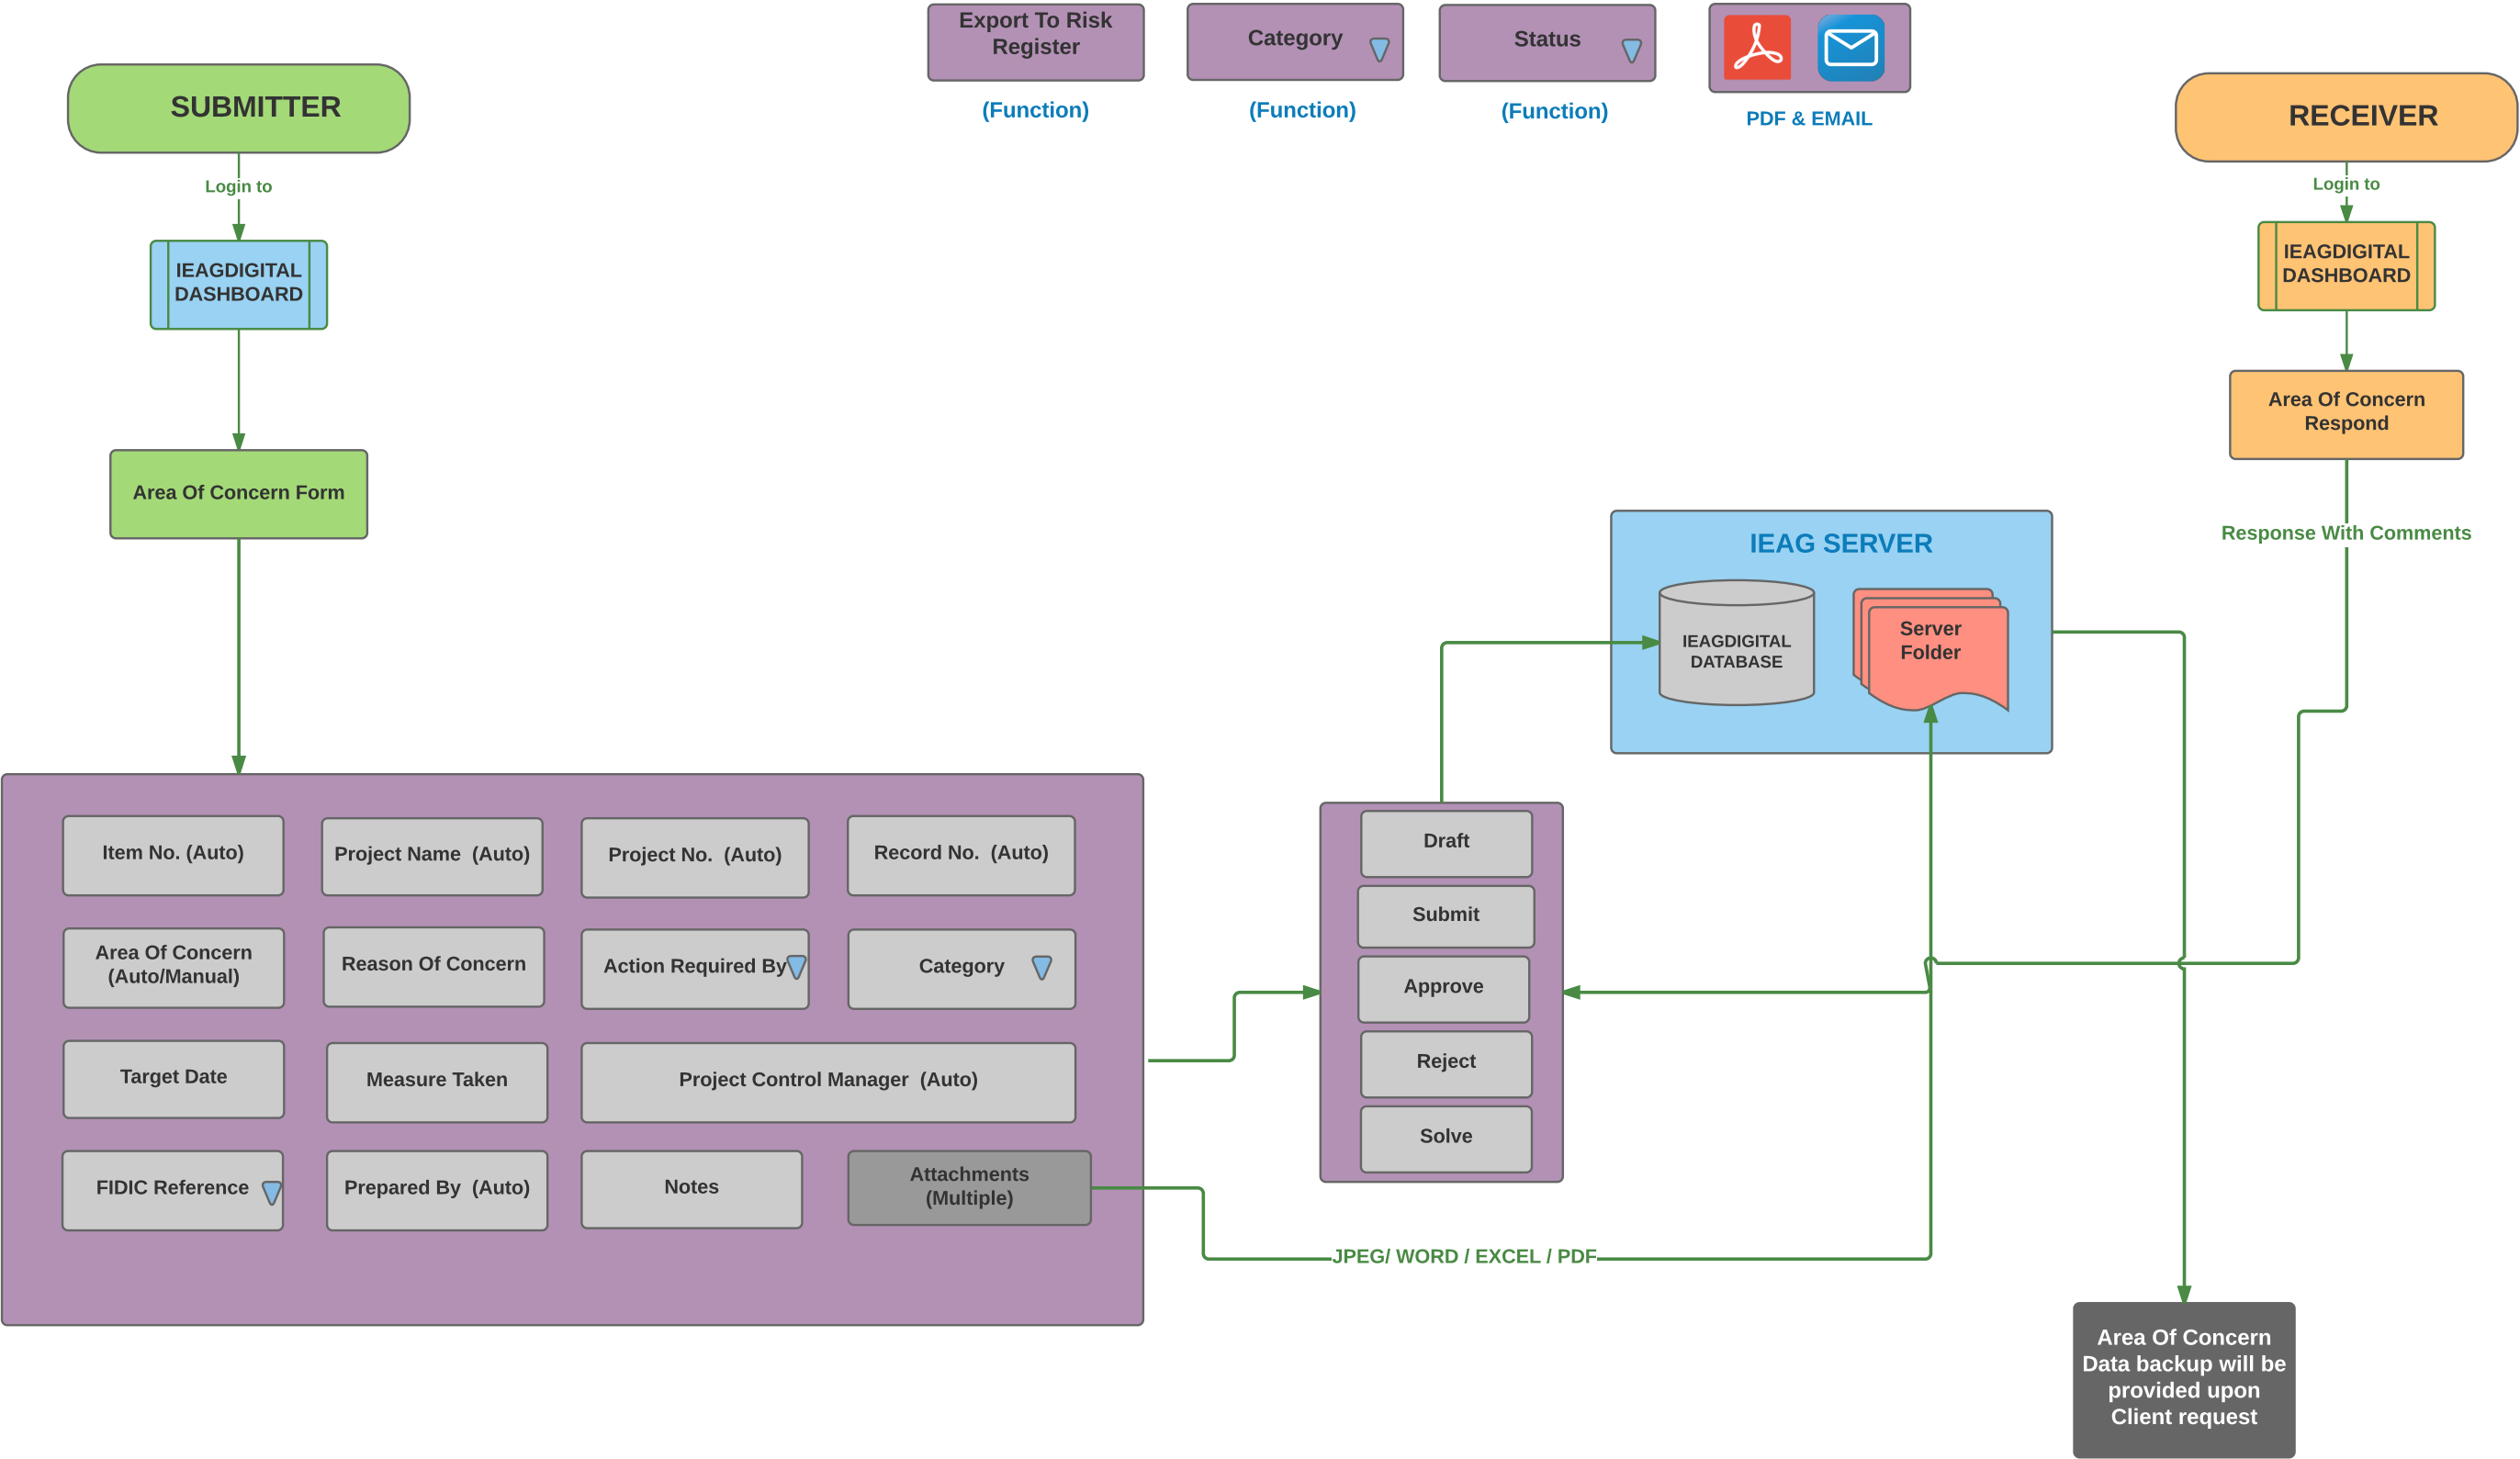 Export To Risk
Register
Category
Status
(Function)
(Function)
(Function)
PDF & EMAIL
SUBMITTER
Login to
IEAGDIGITAL
DASHBOARD
Area Of Concern Form
RECEIVER
Login to
IEAGDIGITAL
DASHBOARD
Area Of Concern
Respond
Response With Comments
IEAG SERVER
IEAGDIGITAL
DATABASE
Server
Folder
Item No. (Auto)
Project Name  (Auto)
Project No.  (Auto)
Record No.  (Auto)
Area Of Concern
(Auto/Manual)
Reason Of Concern
Action Required By
Category
Target Date
Measure Taken
Project Control Manager  (Auto)
FIDIC Reference
Prepared By  (Auto)
Notes
Attachments
(Multiple)
Draft
Submit
Approve
Reject
Solve
JPEG/ WORD / EXCEL / PDF
Area Of Concern
Data backup will be
provided upon
Client request